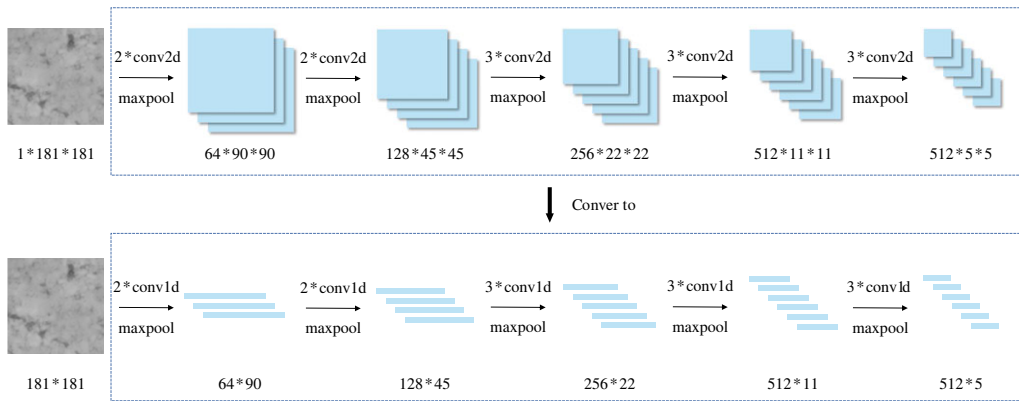 2*conv2d 2*conv2d 3*conv2d 3*conv2d 3*conv2d
maxpool maxpool maxpool maxpool maxpool
1*181*181 64*90*90 128*45*45 256*22*22 512*11*11 512*5*5
Conver to
2*conv1d 2*conv1d 3*conv1d 3*conv1d 3*conv1d
maxpool maxpool maxpool maxpool maxpool
181*181 64*90 128*45 256*22 512*11 512*5